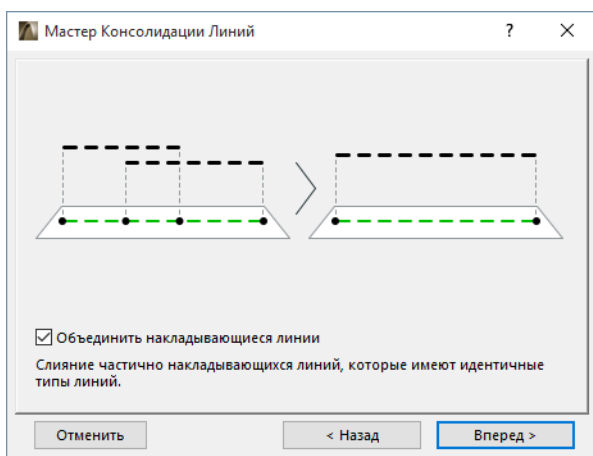 Мастер Консолидации Линий
?
Объединить накладывающиеся линии
Слияние частично накладывающихся линий, которые имеют идентичные
типы линий.
Отменить
< Назад
Вперед >